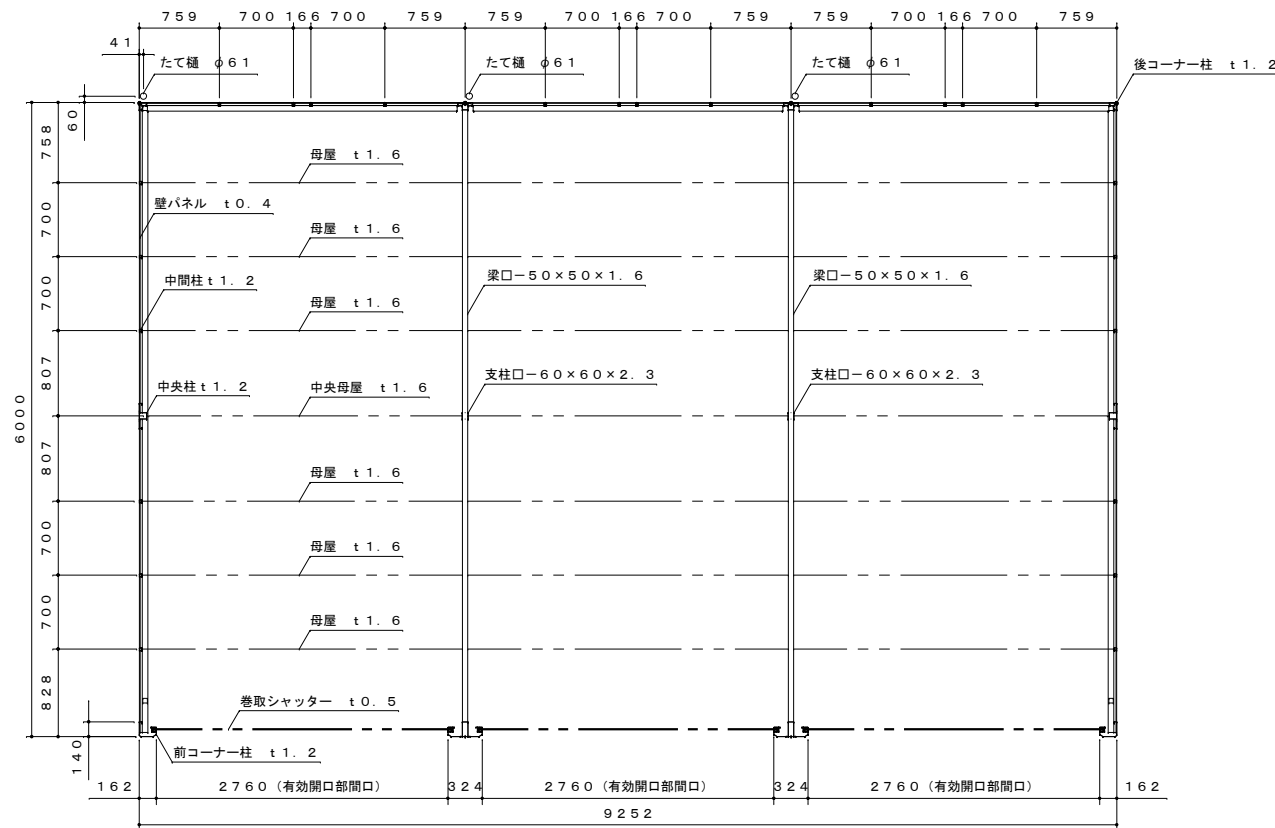 ７５９　７００　１６６　７００　７５９　７５９　７００　１６６　７００　７５９　７５９　７００　１６６　７００　７５９
４１
たて樋　φ６１　たて樋　φ６１　たて樋　φ６１　後コーナー柱　ｔ１．２
６０
７５８
母屋　ｔ１．６
壁パネル　ｔ０．４
７００
母屋　ｔ１．６
中間柱ｔ１．２　梁口－５０×５０×１．６　梁口－５０×５０×１．６
７００
母屋　ｔ１．６
８０７
中央柱ｔ１．２　中央母屋　ｔ１．６　支柱口－６０×６０×２．３　支柱口－６０×６０×２．３
６０００
８０７
母屋　ｔ１．６
７００
母屋　ｔ１．６
７００
母屋　ｔ１．６
８２８
巻取シャッター　ｔ０．５
１４０
前コーナー柱　ｔ１．２
１６２　２７６０（有効開口部間口）　３２４　２７６０（有効開口部間口）　３２４　２７６０（有効開口部間口）　１６２
９２５２